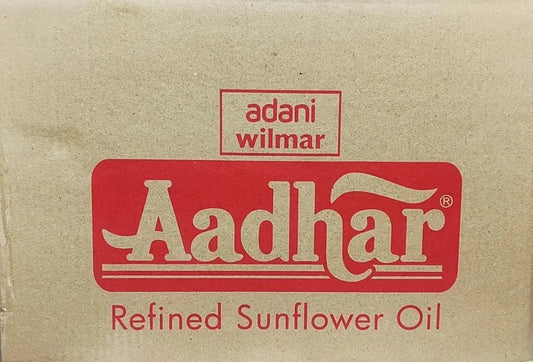 adani
wilmar
Aadhar®
Refined Sunflower Oil